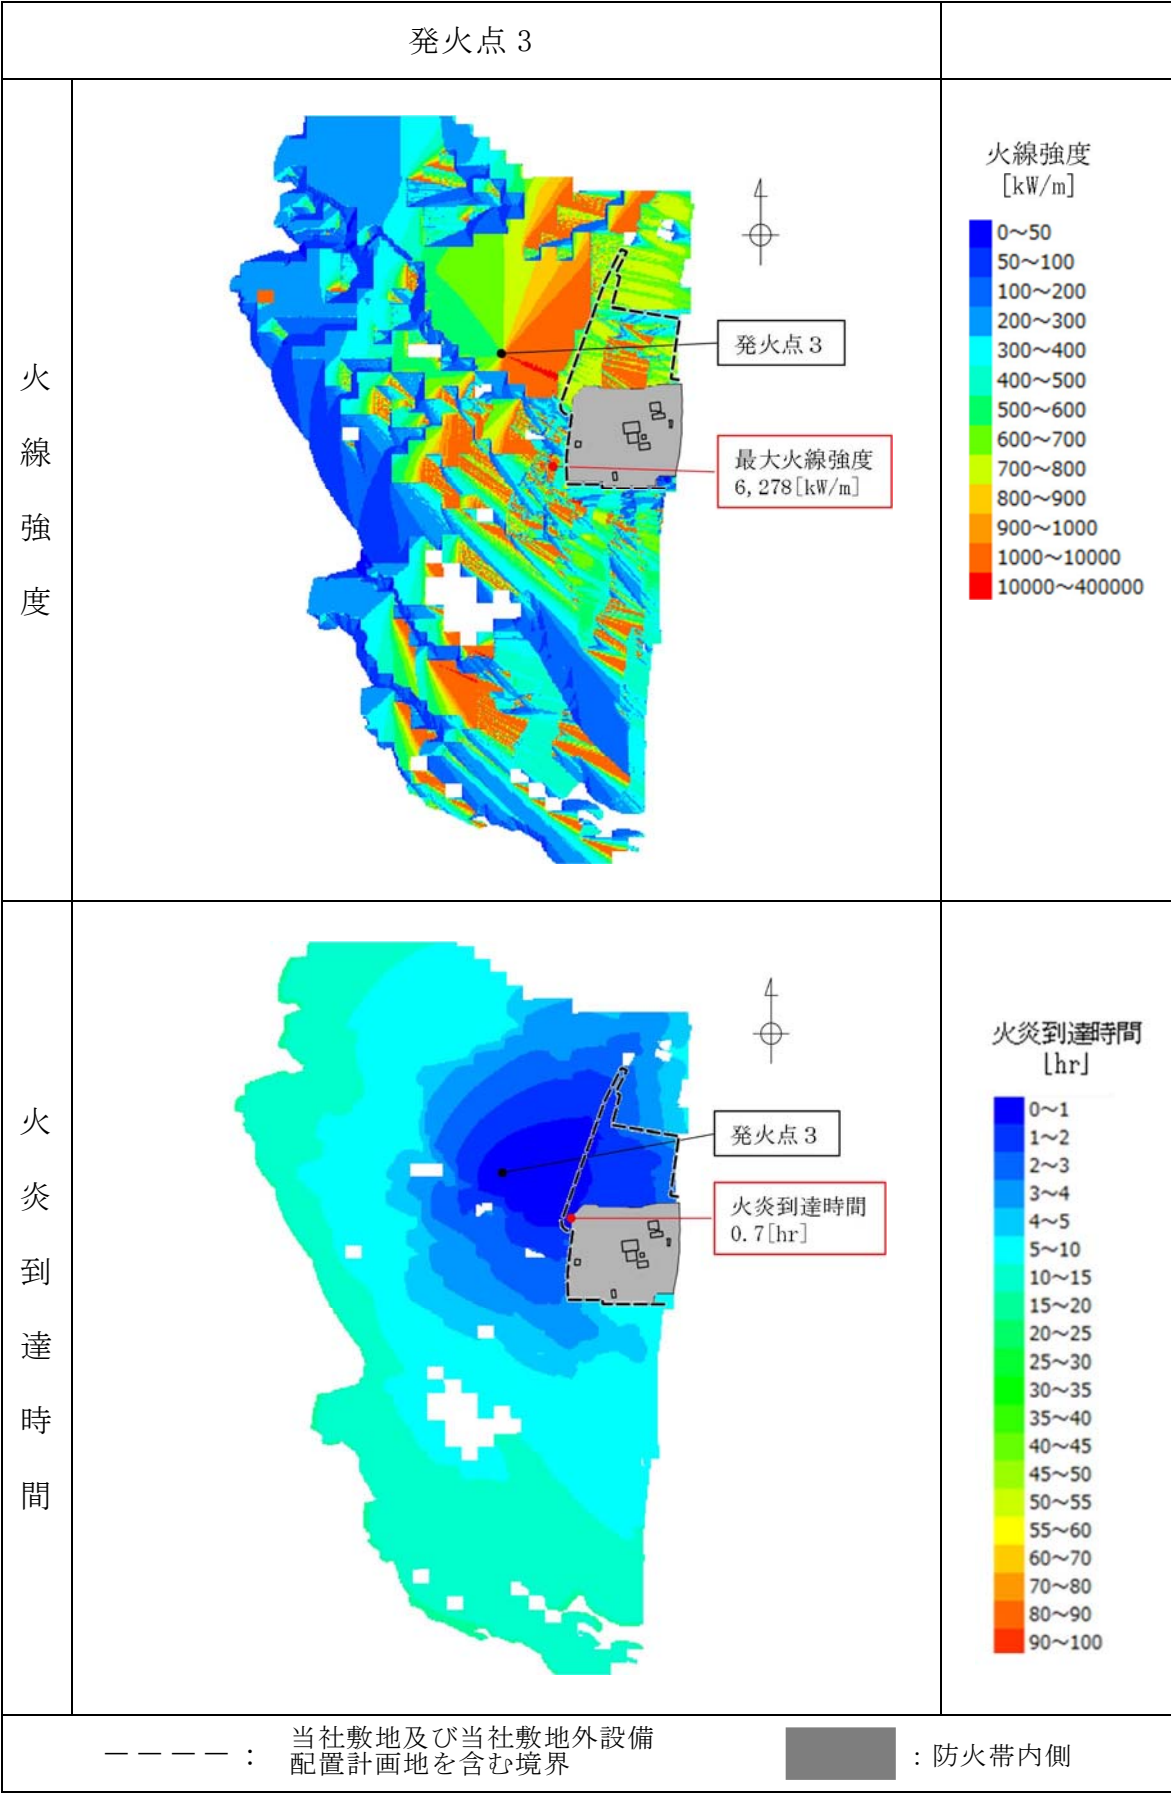 発火点 3
火線強度
火線強度
[kW/m]
0～50
50～100
100～200
200～300
300～400
400～500
500～600
600～700
700～800
800～900
900～1000
1000～10000
10000～400000
発火点３
最大火線強度
6,278[kW/m]
火炎到達時間
火炎到達時間
[hr]
0～1
1～2
2～3
3～4
4～5
5～10
10～15
15～20
20～25
25～30
30～35
35～40
40～45
45～50
50～55
55～60
60～70
70～80
80～90
90～100
発火点３
火炎到達時間
0.7[hr]
－－－－：
当社敷地及び当社敷地外設備
配置計画地を含む境界
：防火帯内側